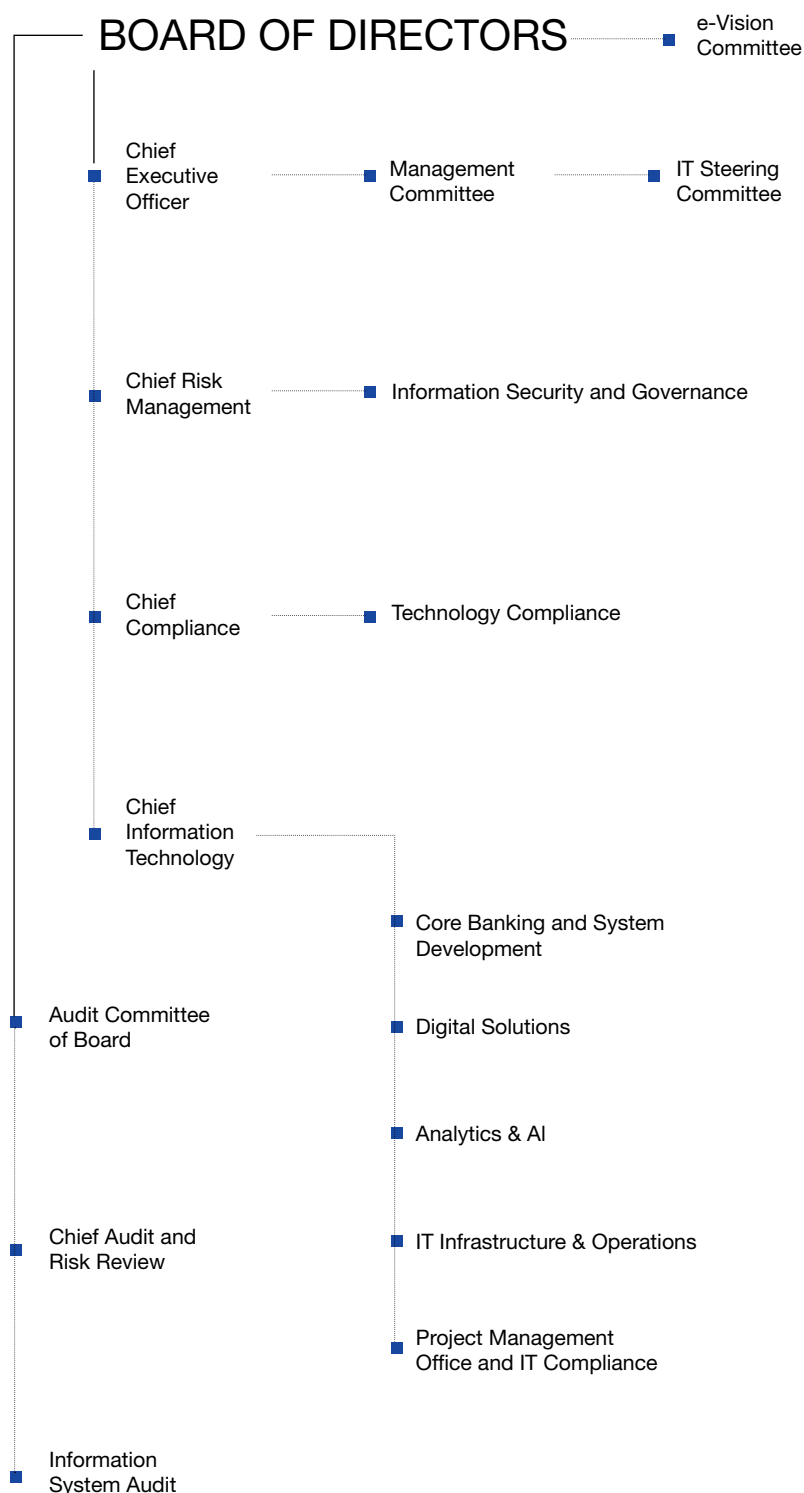 BOARD OF DIRECTORS
e-Vision
Committee
Chief
Executive
Officer
Management
Committee
IT Steering
Committee
Chief Risk
Management
Information Security and Governance
Chief
Compliance
Technology Compliance
Chief
Information
Technology
Core Banking and System
Development
Audit Committee
of Board
Digital Solutions
Analytics & AI
Chief Audit and
Risk Review
IT Infrastructure & Operations
Project Management
Office and IT Compliance
Information
System Audit